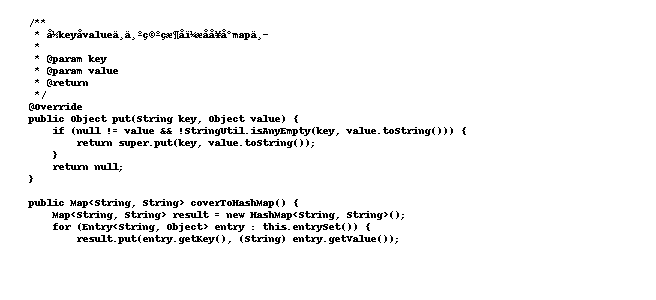 /**
* å½keyåvalueä¸ä¸ºç©ºçæ¶åï¼æåå¥å°mapä¸­
*
* @param key
* @param value
* @return
*/
@Override
public Object put(String key, Object value) {
if (null != value && !StringUtil.isAnyEmpty(key, value.toString())) {
return super.put(key, value.toString());
}
return null;
}
public Map<String, String> coverToHashMap() {
Map<String, String> result = new HashMap<String, String>();
for (Entry<String, Object> entry : this.entrySet()) {
result.put(entry.getKey(), (String) entry.getValue());